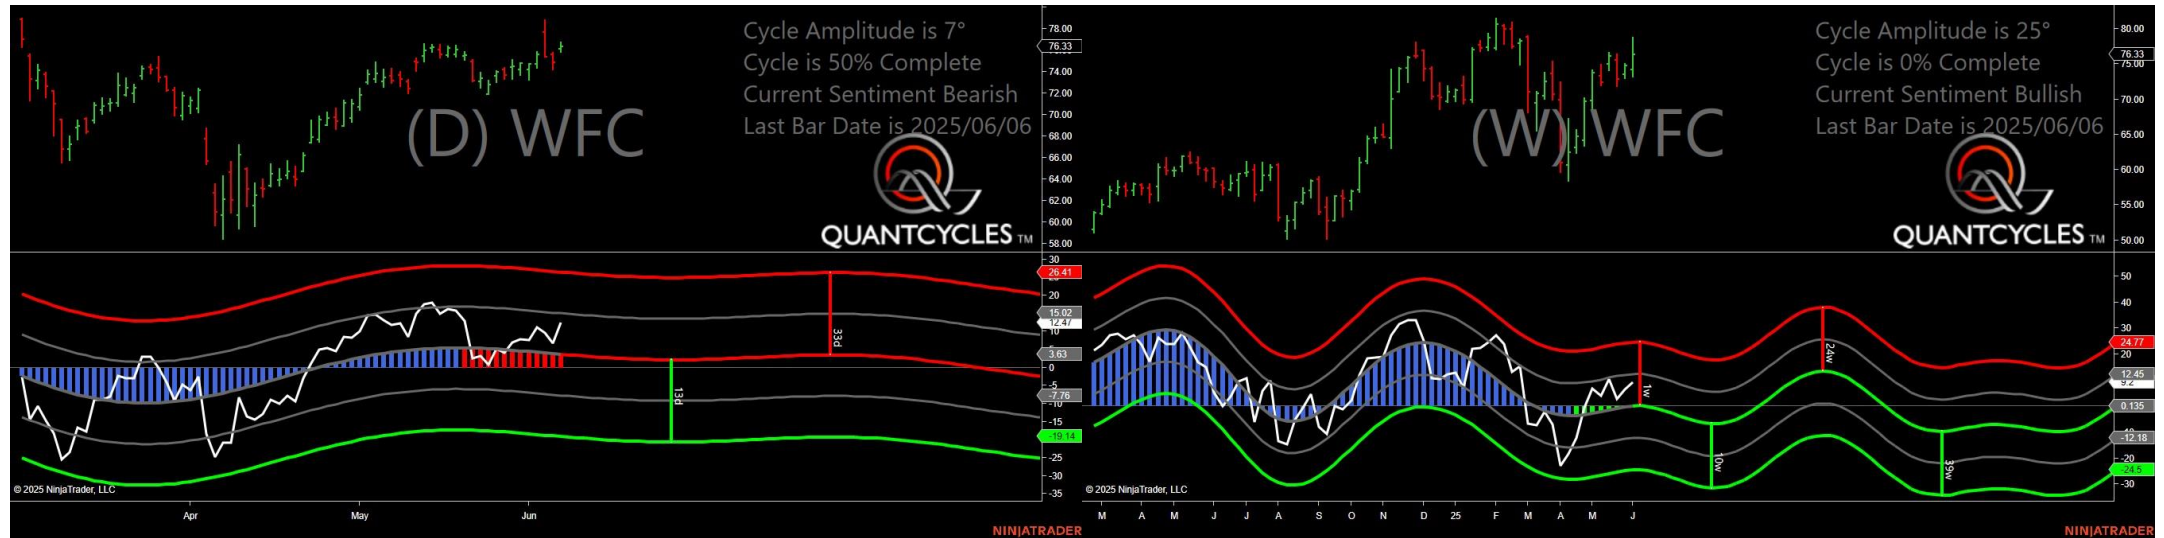 Cycle Amplitude is 7°
Cycle is 50% Complete
Current Sentiment Bearish
Last Bar Date is 2025/06/06
(D) WFC
QUANTCYCLES TM
78.00
76.33
74.00
72.00
70.00
68.00
66.00
64.00
62.00
60.00
58.00
30
26.41
20
15.02
12.47
10
3.63
0
-5
-7.76
-10
-15
-19.14
-25
-30
-35
33d
13d
© 2025 NinjaTrader, LLC
Apr
May
Jun
NINJATRADER
Cycle Amplitude is 25°
Cycle is 0% Complete
Current Sentiment Bullish
Last Bar Date is 2025/06/06
(W) WFC
QUANTCYCLES TM
80.00
76.33
75.00
70.00
65.00
60.00
55.00
50.00
50
40
30
24.77
20
12.45
9.2
0.135
-12.18
-20
-24.5
-30
1w
10w
24w
39w
© 2025 NinjaTrader, LLC
M A M J J A S O N D 25 F M A M J
NINJATRADER